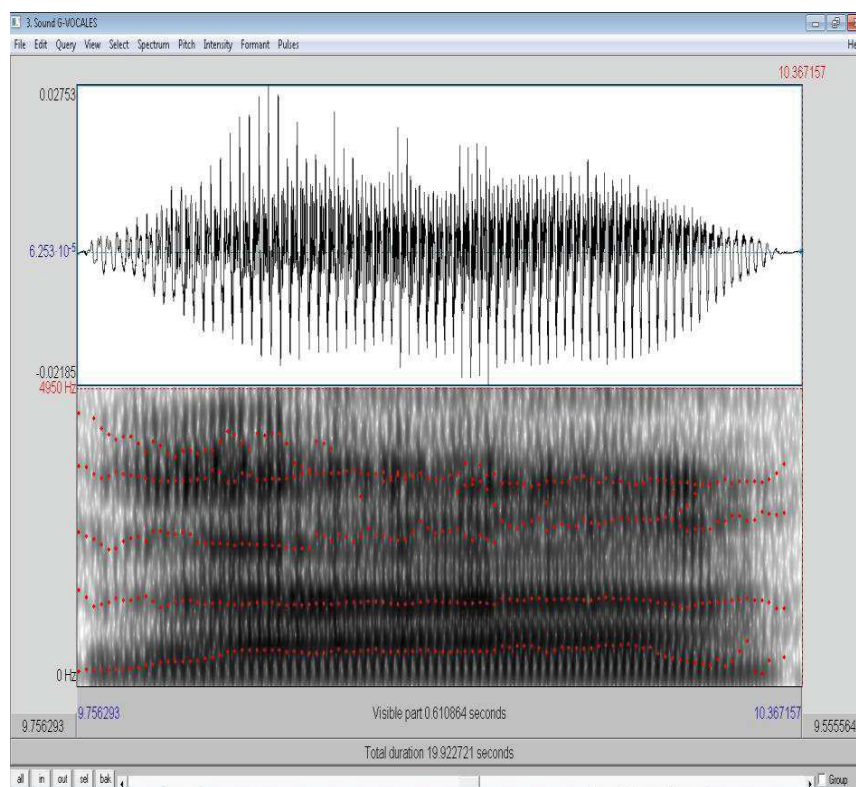 3. Sound G-VOCALES
File Edit Query View Select Spectrum Pitch Intensity Formant Pulses He
10.367157
0.02753
6.253·10-5
-0.02185
4950 Hz
0 Hz
9.756293 9.756293 Visible part 0.610864 seconds 10.367157 9.555564
Total duration 19.922721 seconds
all in out sel bak Group